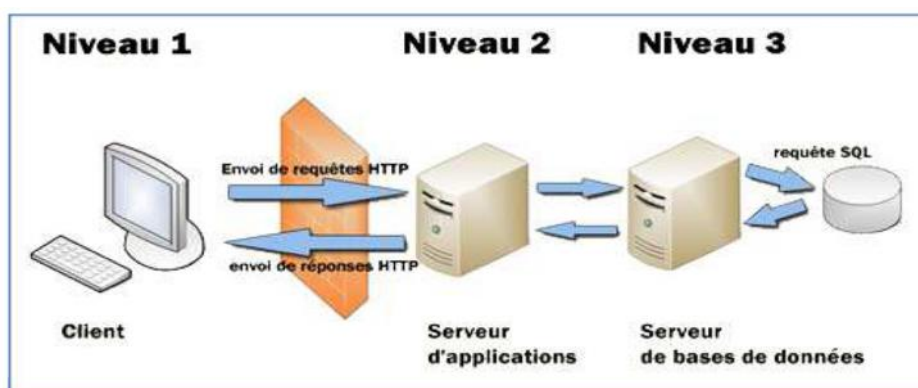 Niveau 1
Niveau 2
Niveau 3
Envoi de requêtes HTTP
requête SQL
envoi de réponses HTTP
Client
Serveur
d'applications
Serveur
de bases de données